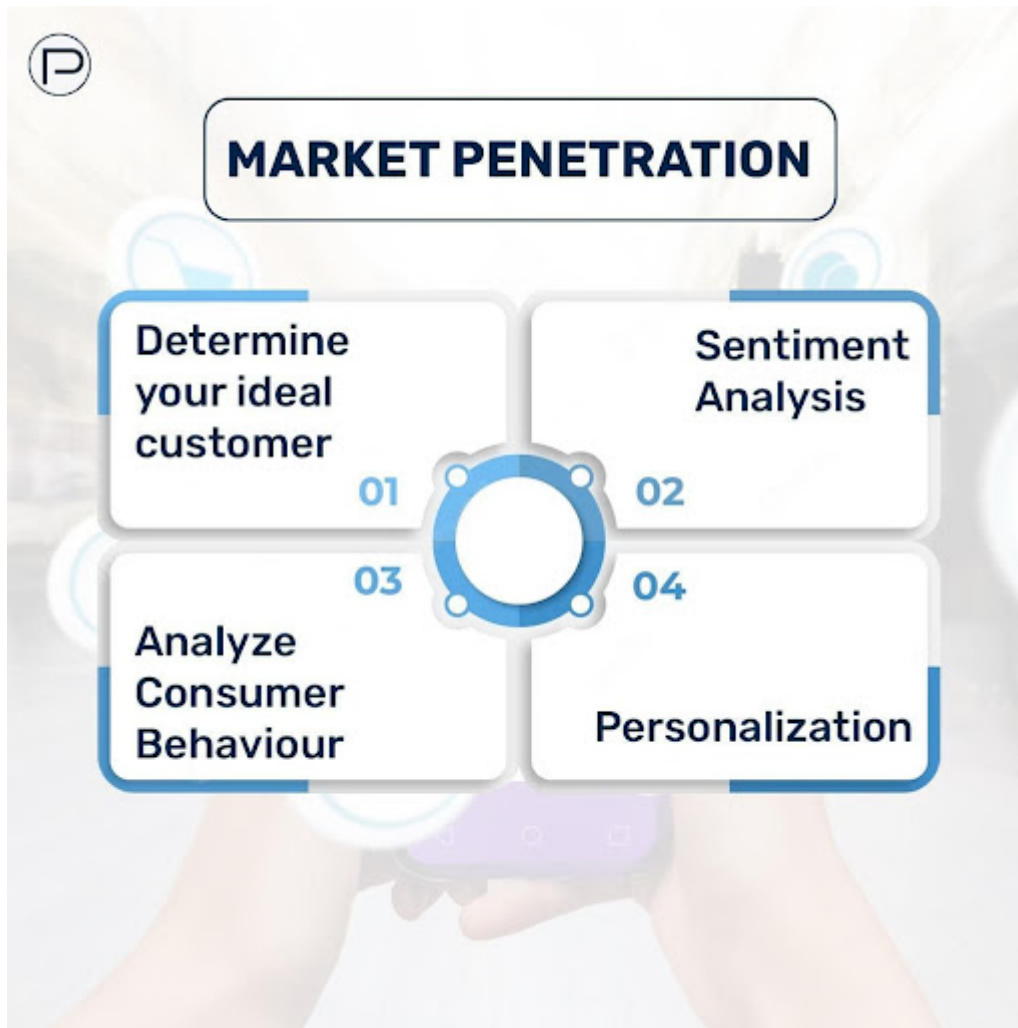 MARKET PENETRATION
Determine
your ideal
customer
01
Sentiment
Analysis
02
03
Analyze
Consumer
Behaviour
04
Personalization